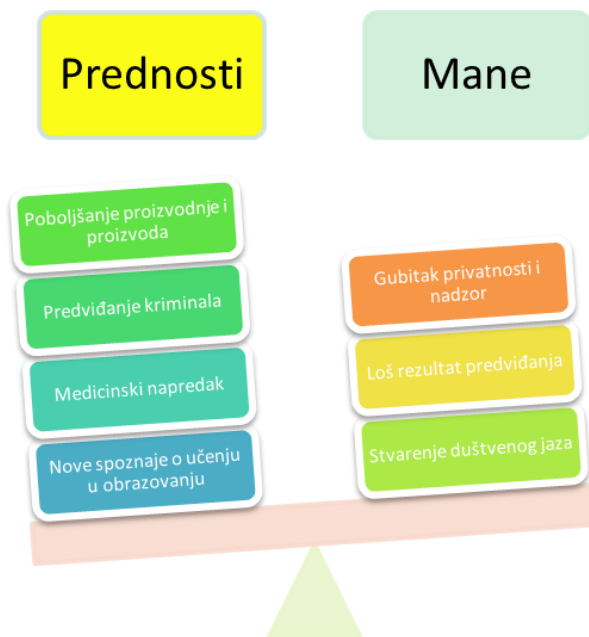 Prednosti
Mane
Poboljšanje proizvodnje i
proizvoda
Predviđanje kriminala
Medicinski napredak
Nove spoznaje o učenju
u obrazovanju
Gubitak privatnosti i
nadzor
Loš rezultat predviđanja
Stvarenje duštvenog jaza